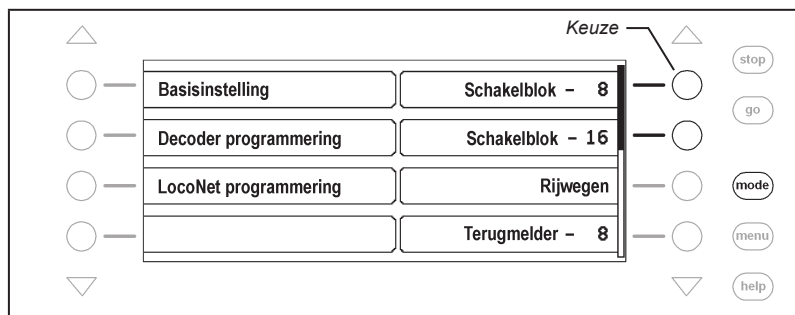 Keuze
stop
Basisinstelling
Schakelblok – 8
go
Decoder programmering
Schakelblok – 16
LocoNet programmering
Rijwegen
mode
Terugmelder – 8
menu
help